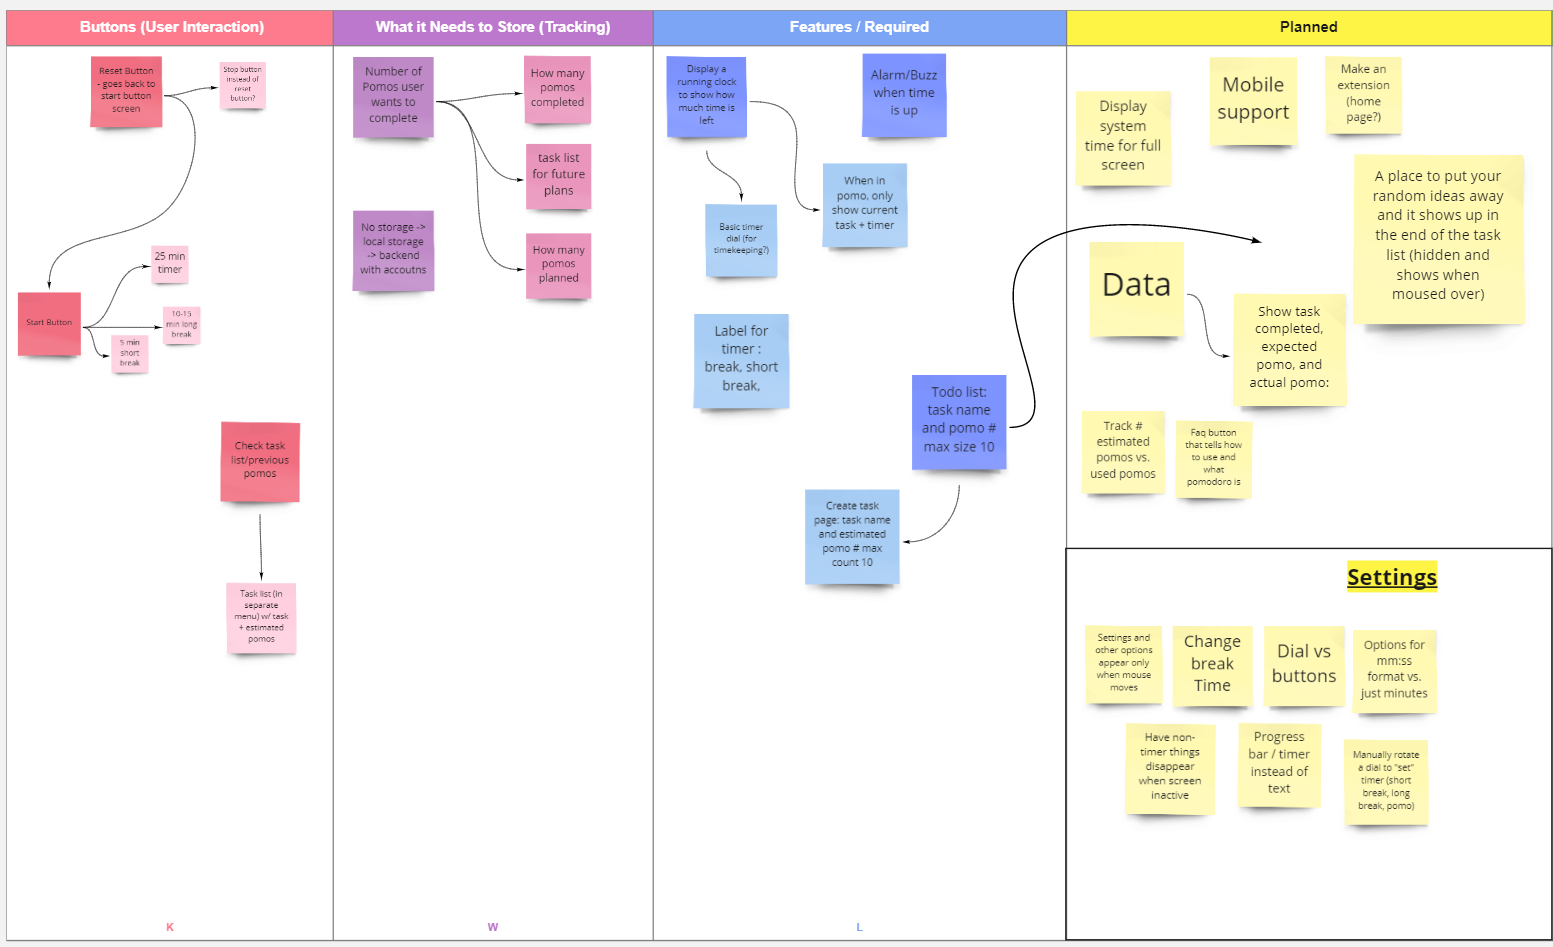 Buttons (User Interaction)
What it Needs to Store (Tracking)
Features / Required
Planned
Reset Button
- goes back to
start button
screen
Stop button
instead of
reset
button?
25 min
timer
Start Button
10-15
min long
break
5 min
short
break
Check task
list/previous
pomos
Task list (in
separate
menu) w/ task
+ estimated
pomos
K
Number of
Pomos user
wants to
complete
How many
pomos
completed
task list
for future
plans
No storage ->
local storage
-> backend
with accoutns
How many
pomos
planned
W
Display a
running clock
to show how
much time is
left
Alarm/Buzz
when time
is up
When in
pomo, only
show current
task + timer
Basic timer
dial (for
timekeeping?)
Label for
timer :
break, short
break,
Todo list:
task name
and pomo #
max size 10
Create task
page: task name
and estimated
pomo # max
count 10
L
Display
system
time for full
screen
Mobile
support
Make an
extension
(home
page?)
A place to put your
random ideas away
and it shows up in
the end of the task
list (hidden and
shows when
moused over)
Data
Show task
completed,
expected
pomo, and
actual pomo:
Track #
estimated
pomos vs.
used pomos
Faq button
that tells how
to use and
what
pomodoro is
Settings
Settings and
other options
appear only
when mouse
moves
Change
break
Time
Dial vs
buttons
Options for
mm:ss
format vs.
just minutes
Have non-
timer things
disappear
when screen
inactive
Progress
bar / timer
instead of
text
Manually rotate
a dial to "set"
timer (short
break, long
break, pomo)